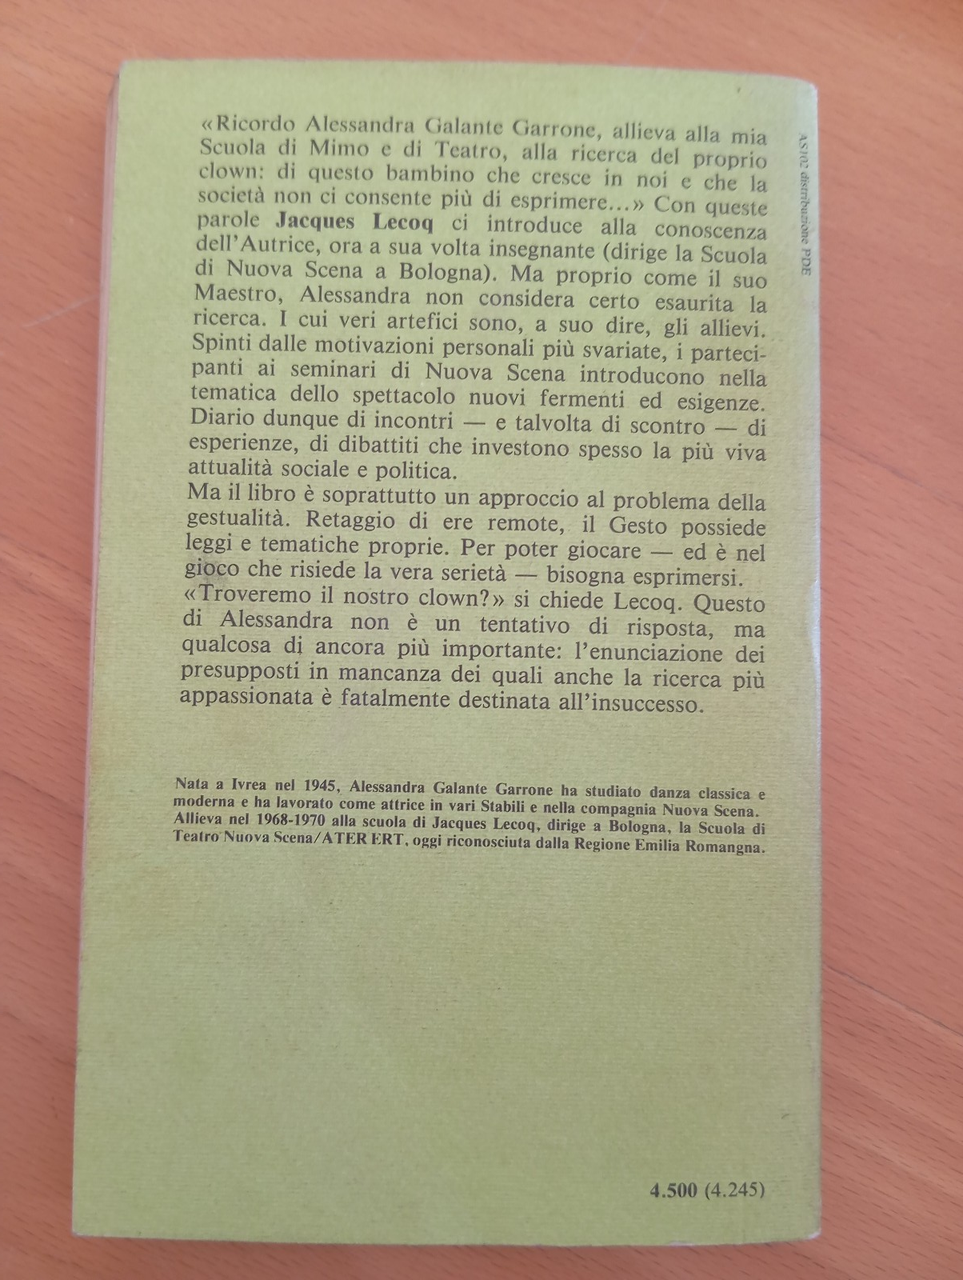 «Ricordo Alessandra Galante Garrone, allieva alla mia
Scuola di Mimo e di Teatro, alla ricerca del proprio
clown: di questo bambino che cresce in noi e che la
società non ci consente più di esprimere...» Con queste
parole Jacques Lecoq ci introduce alla conoscenza
dell'Autrice, ora a sua volta insegnante (dirige la Scuola
di Nuova Scena a Bologna). Ma proprio come il suo
Maestro, Alessandra non considera certo esaurita la
ricerca. I cui veri artefici sono, a suo dire, gli allievi.
Spinti dalle motivazioni personali più svariate, i parteci-
panti ai seminari di Nuova Scena introducono nella
tematica dello spettacolo nuovi fermenti ed esigenze.
Diario dunque di incontri — e talvolta di scontro — di
esperienze, di dibattiti che investono spesso la più viva
attualità sociale e politica.
Ma il libro è soprattutto un approccio al problema della
gestualità. Retaggio di ere remote, il Gesto possiede
leggi e tematiche proprie. Per poter giocare — ed è nel
gioco che risiede la vera serietà — bisogna esprimersi.
«Troveremo il nostro clown?» si chiede Lecoq. Questo
di Alessandra non è un tentativo di risposta, ma
qualcosa di ancora più importante: l'enunciazione dei
presupposti in mancanza dei quali anche la ricerca più
appassionata è fatalmente destinata all'insuccesso.
Nata a Ivrea nel 1945, Alessandra Galante Garrone ha studiato danza classica e
moderna e ha lavorato come attrice in vari Stabili e nella compagnia Nuova Scena.
Allieva nel 1968-1970 alla scuola di Jacques Lecoq, dirige a Bologna, la Scuola di
Teatro Nuova Scena/ATER ERT, oggi riconosciuta dalla Regione Emilia Romangna.
4.500 (4.245)
distribuzione PDE